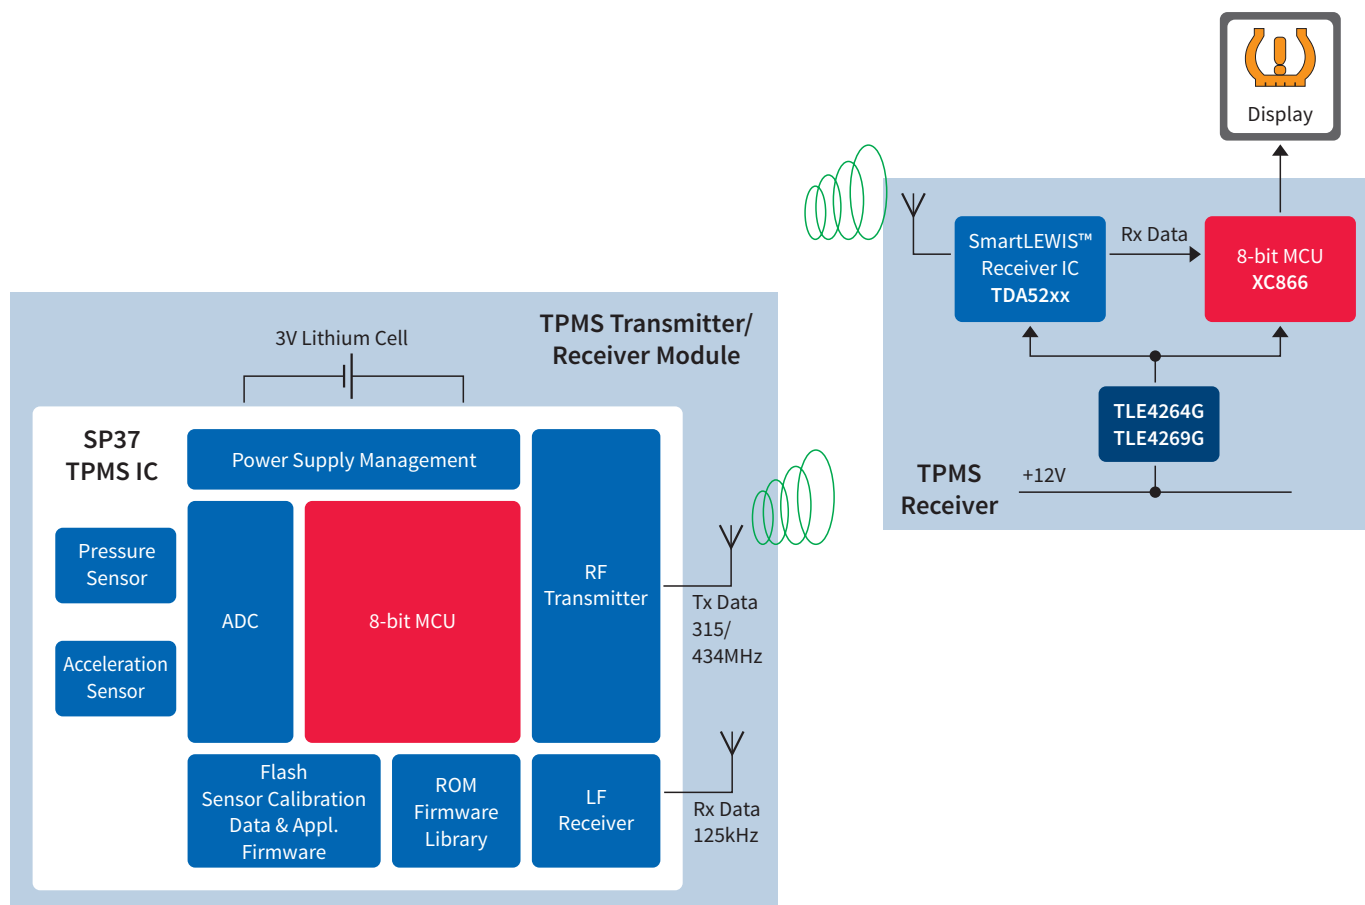 Display
SmartLEWIS™
Receiver IC
TDA52xx
Rx Data
8-bit MCU
XC866
TLE4264G
TLE4269G
TPMS
Receiver
+12V
TPMS Transmitter/
Receiver Module
3V Lithium Cell
SP37
TPMS IC
Power Supply Management
Pressure
Sensor
Acceleration
Sensor
ADC
8-bit MCU
RF
Transmitter
Tx Data
315/
434MHz
Flash
Sensor Calibration
Data & Appl.
Firmware
ROM
Firmware
Library
LF
Receiver
Rx Data
125kHz